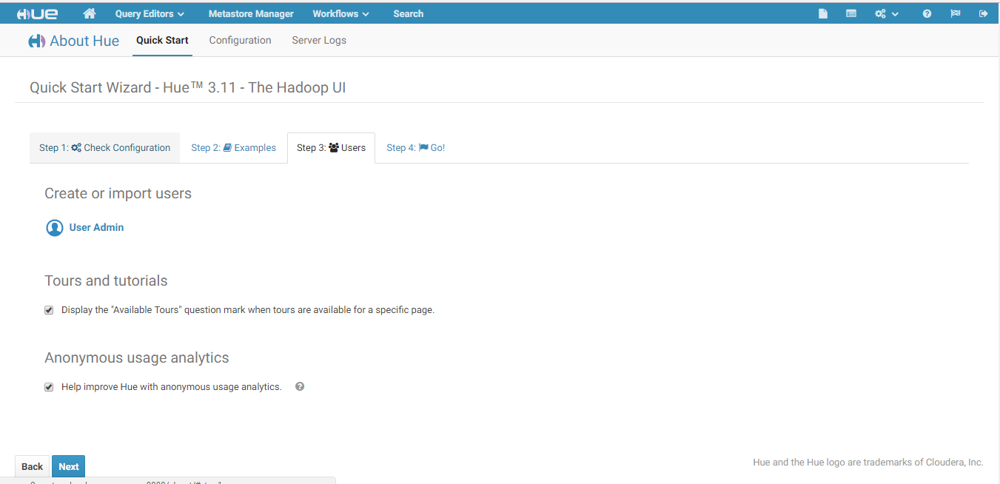 HUE Query Editors Metastore Manager Workflows Search
About Hue Quick Start Configuration Server Logs
Quick Start Wizard - Hue™ 3.11 - The Hadoop UI
Step 1: Check Configuration Step 2: Examples Step 3: Users Step 4: Go!
Create or import users
User Admin
Tours and tutorials
Display the "Available Tours" question mark when tours are available for a specific page.
Anonymous usage analytics
Help improve Hue with anonymous usage analytics. ?
Hue and the Hue logo are trademarks of Cloudera, Inc.
Back Next